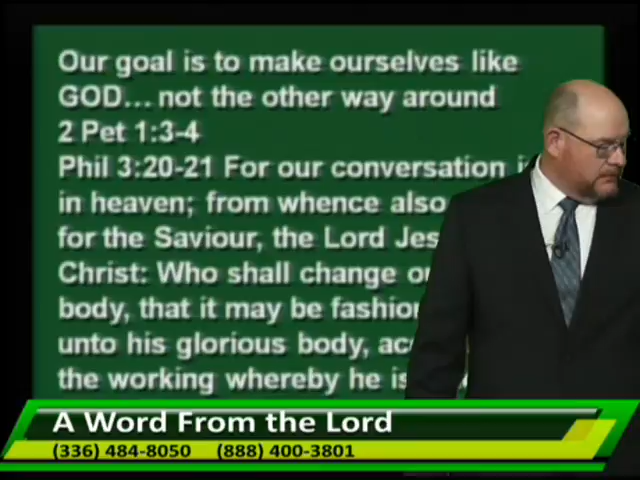 Our goal is to make ourselves like
GOD... not the other way around
2 Pet 1:3-4
Phil 3:20-21 For our conversation
in heaven; from whence also
for the Saviour, the Lord
Christ: Who shall change
body, that it may be
unto his glorious body,
the working whereby he is
A Word From the Lord
(336) 484-8050 (888) 400-3801